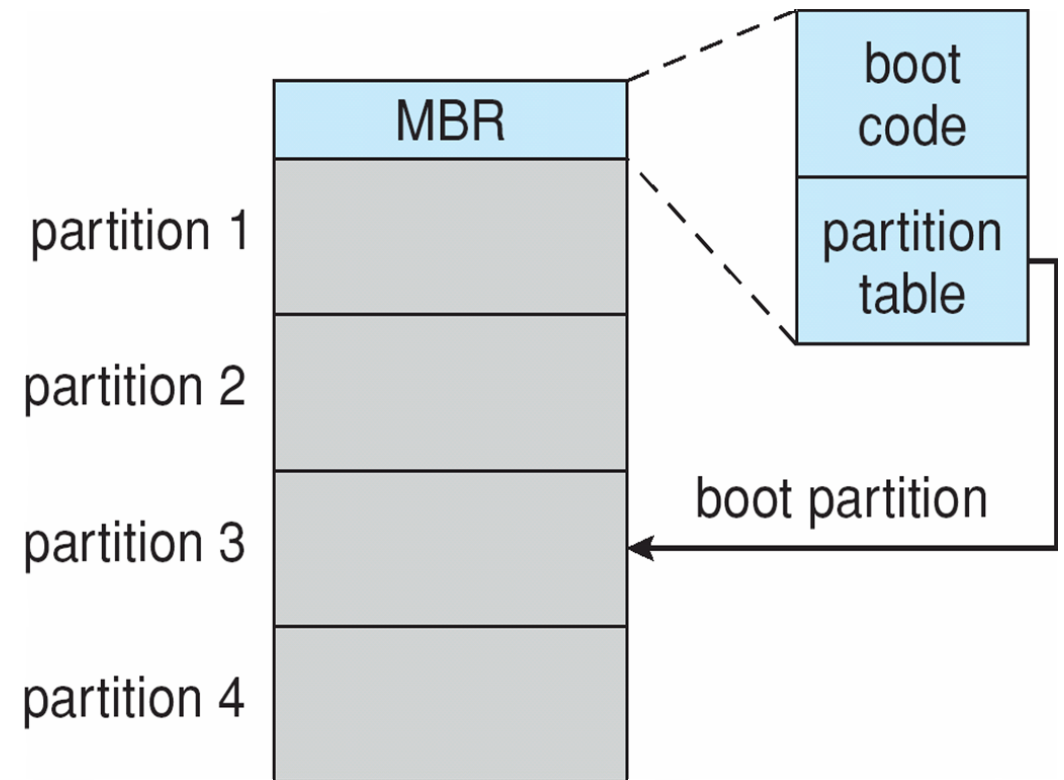 MBR
boot
code
partition
table
partition 1
partition 2
boot partition
partition 3
partition 4